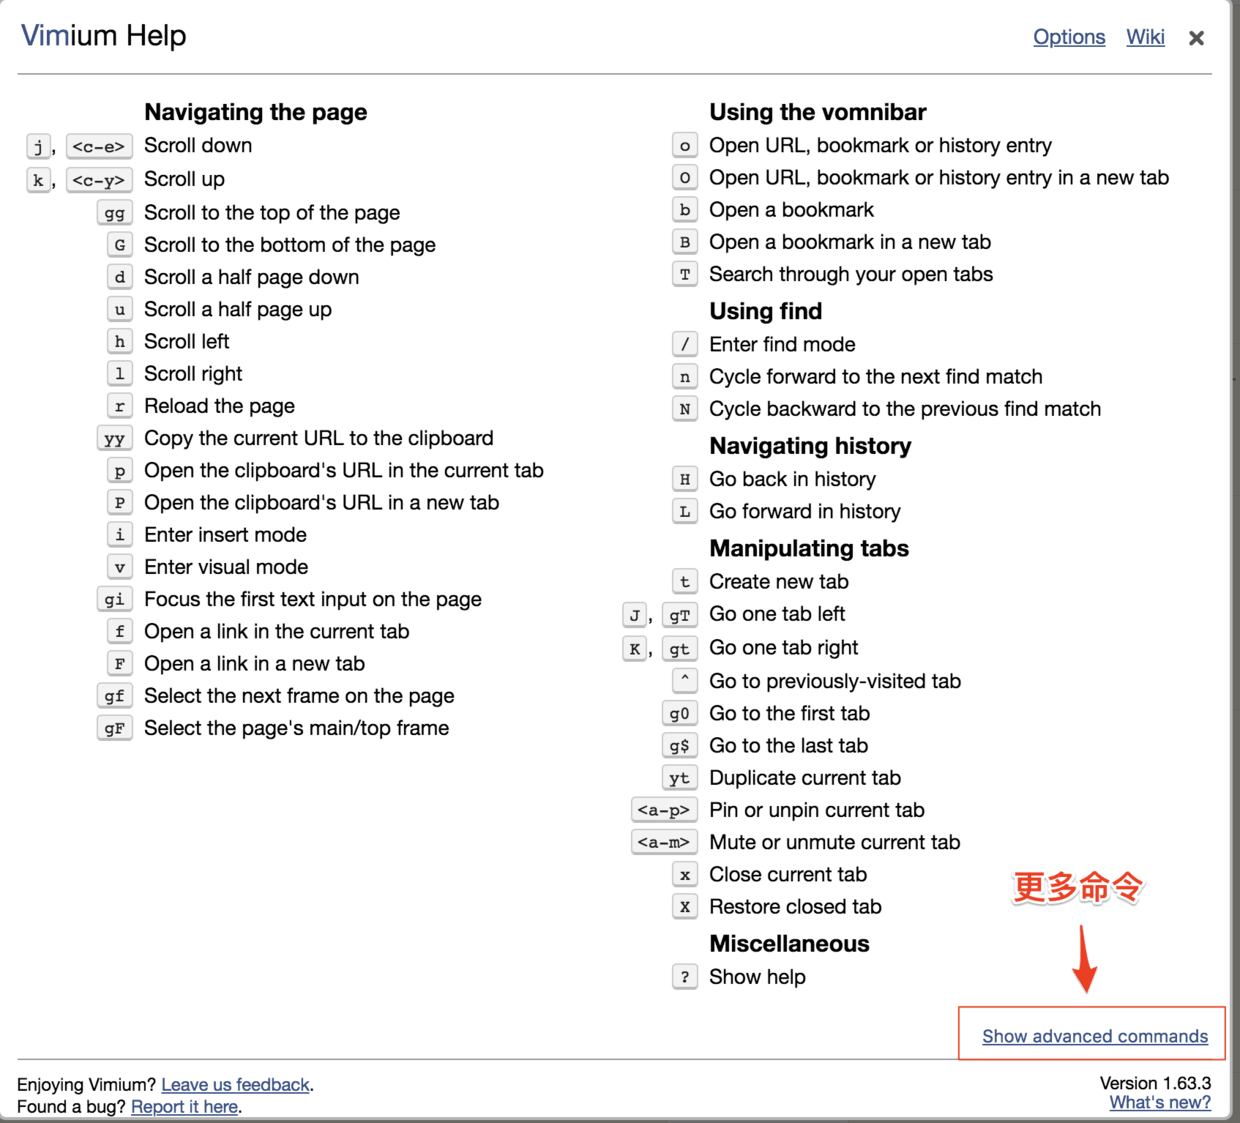 Vimium Help
Options Wiki ×
Navigating the page
j, <c-e> Scroll down
k, <c-y> Scroll up
gg Scroll to the top of the page
G Scroll to the bottom of the page
d Scroll a half page down
u Scroll a half page up
h Scroll left
l Scroll right
r Reload the page
yy Copy the current URL to the clipboard
p Open the clipboard's URL in the current tab
P Open the clipboard's URL in a new tab
i Enter insert mode
v Enter visual mode
gi Focus the first text input on the page
f Open a link in the current tab
F Open a link in a new tab
gf Select the next frame on the page
gF Select the page's main/top frame
Using the vomnibar
o Open URL, bookmark or history entry
O Open URL, bookmark or history entry in a new tab
b Open a bookmark
B Open a bookmark in a new tab
T Search through your open tabs
Using find
/ Enter find mode
n Cycle forward to the next find match
N Cycle backward to the previous find match
Navigating history
H Go back in history
L Go forward in history
Manipulating tabs
t Create new tab
J, gT Go one tab left
K, gt Go one tab right
^ Go to previously-visited tab
g0 Go to the first tab
g$ Go to the last tab
yt Duplicate current tab
<a-p> Pin or unpin current tab
<a-m> Mute or unmute current tab
x Close current tab
X Restore closed tab
Miscellaneous
? Show help
更多命令
Show advanced commands
Enjoying Vimium? Leave us feedback.
Found a bug? Report it here.
Version 1.63.3
What's new?